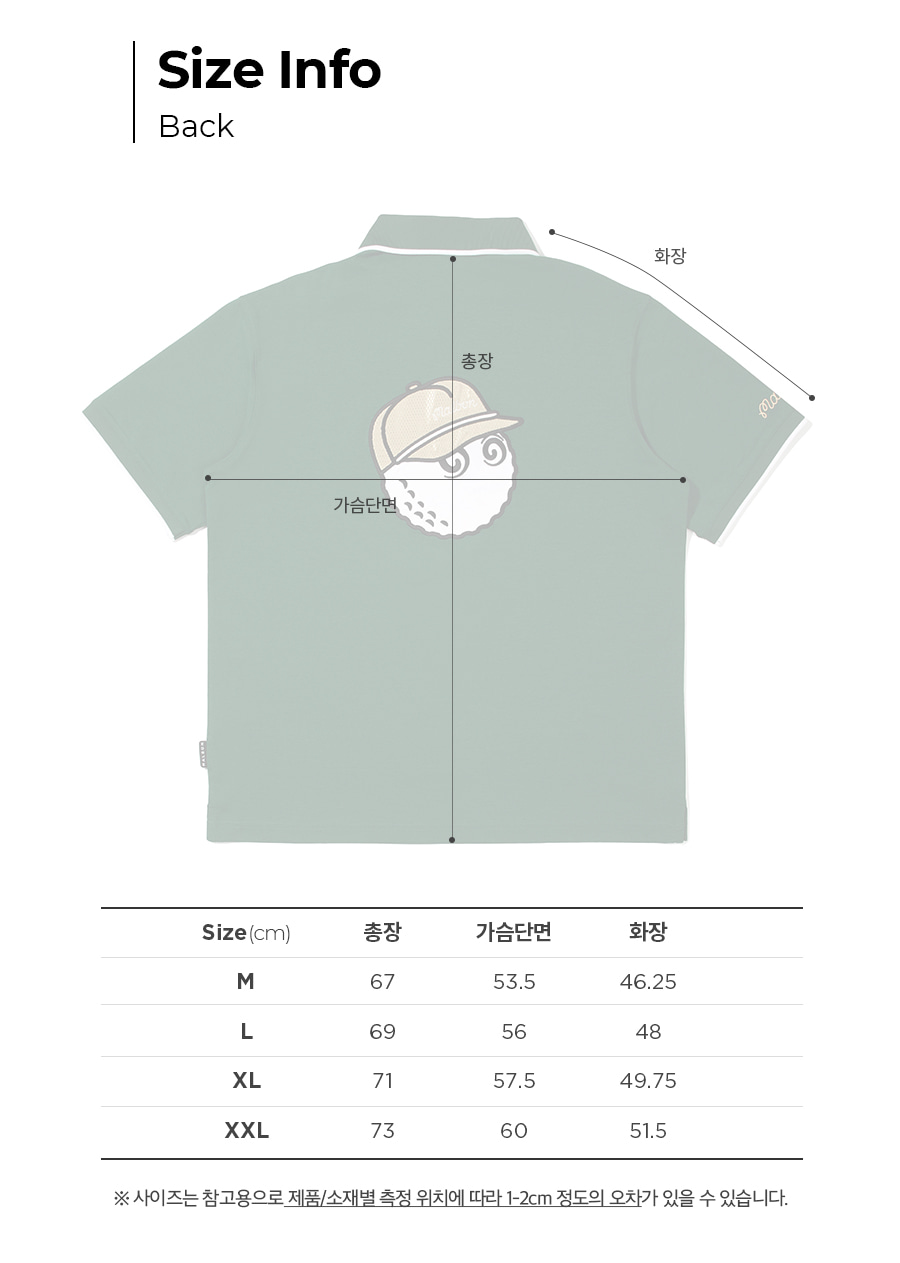 Size Info
Back
화장
총장
가슴단면
Size(cm) 총장 가슴단면 화장
M 67 53.5 46.25
L 69 56 48
XL 71 57.5 49.75
XXL 73 60 51.5
※ 사이즈는 참고용으로 제품/소재별 측정 위치에 따라 1-2cm 정도의 오차가 있을 수 있습니다.